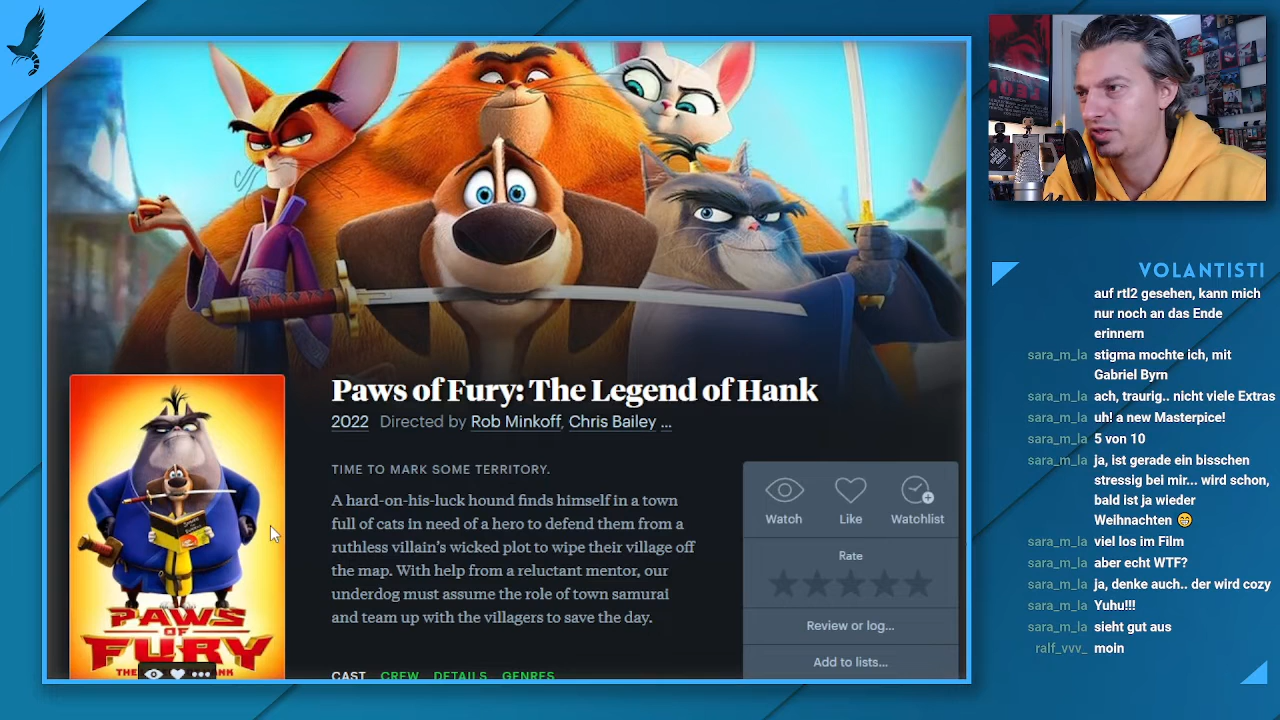 Paws of Fury: The Legend of Hank
2022 Directed by Rob Minkoff, Chris Bailey ...
TIME TO MARK SOME TERRITORY.
A hard-on-his-luck hound finds himself in a town
full of cats in need of a hero to defend them from a
ruthless villain's wicked plot to wipe their village off
the map. With help from a reluctant mentor, our
underdog must assume the role of town samurai
and team up with the villagers to save the day.
CAST CREW DETAILS GENRES
PAWS
OF
FURY
Watch Like Watchlist
Rate
Review or log...
Add to lists...
VOLANTISTI
auf rtl2 gesehen, kann mich
nur noch an das Ende
erinnern
sara_m_la stigma mochte ich, mit
Gabriel Byrn
sara_m_la ach, traurig.. nicht viele Extras
sara_m_la uh! a new Masterpice!
sara_m_la 5 von 10
sara_m_la ja, ist gerade ein bisschen
stressig bei mir... wird schon,
bald ist ja wieder
Weihnachten 😁
sara_m_la viel los im Film
sara_m_la aber echt WTF?
sara_m_la ja, denke auch.. der wird cozy
sara_m_la Yuhu!!!
sara_m_la sieht gut aus
ralf_vvv_ moin